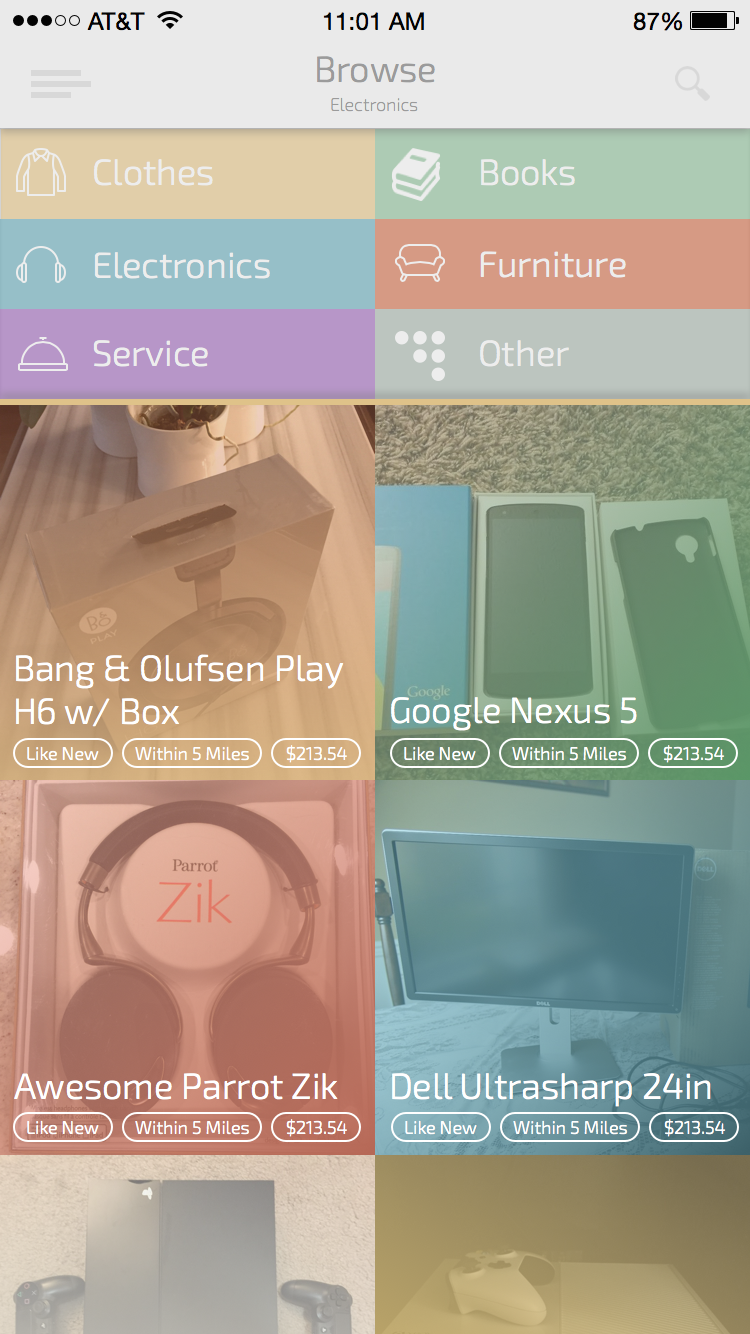 AT&T 11:01 AM 87%
Browse
Electronics
Clothes
Books
Electronics
Furniture
Service
Other
B&O
PLAY
Bang & Olufsen Play
H6 w/ Box
Like New Within 5 Miles $213.54
Google
Google Nexus 5
Like New Within 5 Miles $213.54
Parrot
Zik
Awesome Parrot Zik
Like New Within 5 Miles $213.54
DELL
DELL
Dell Ultrasharp 24in
Like New Within 5 Miles $213.54